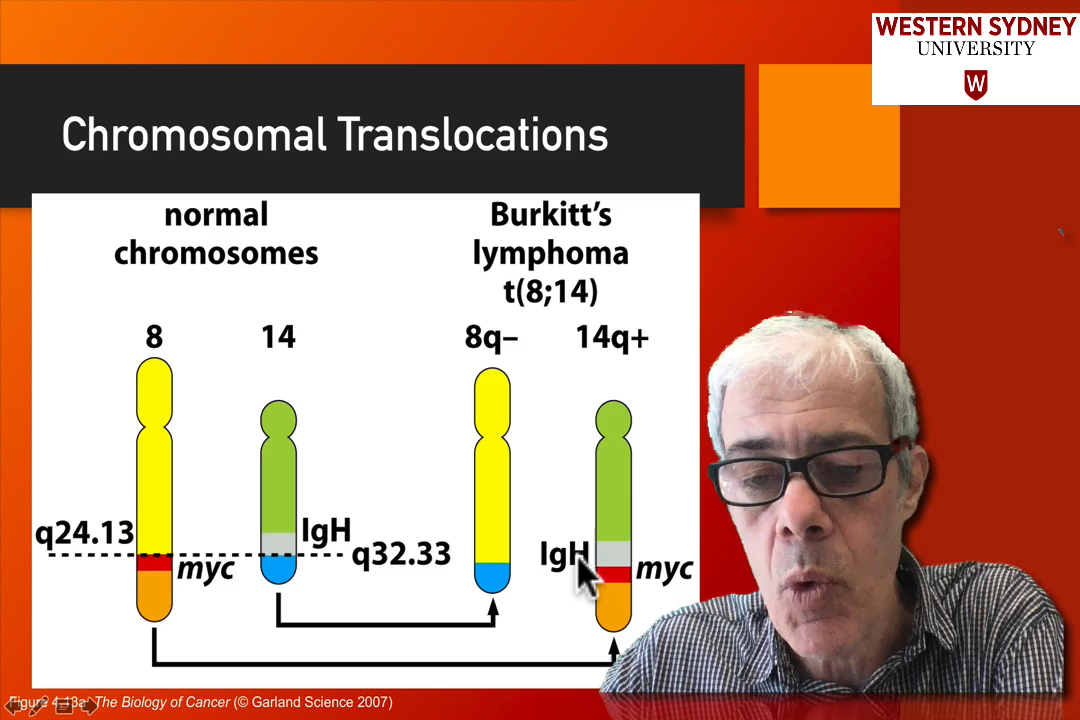 WESTERN SYDNEY
UNIVERSITY
W
Chromosomal Translocations
normal
chromosomes
Burkitt's
lymphoma
t(8;14)
8
14
8q–
14q+
q24.13
IgH
myc
q32.33
IgH
myc
Figure 4.13a The Biology of Cancer (© Garland Science 2007)